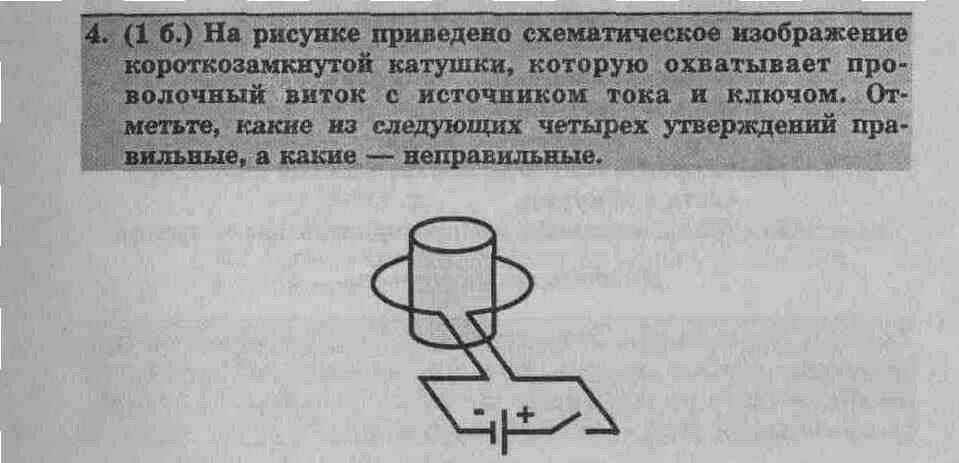 4. (1 б.) На рисунке приведено схематическое изображение
короткозамкнутой катушки, которую охватывает про-
волочный виток с источником тока и ключом. От-
метьте, какие из следующих четырех утверждений пра-
вильные, а какие — неправильные.
- +